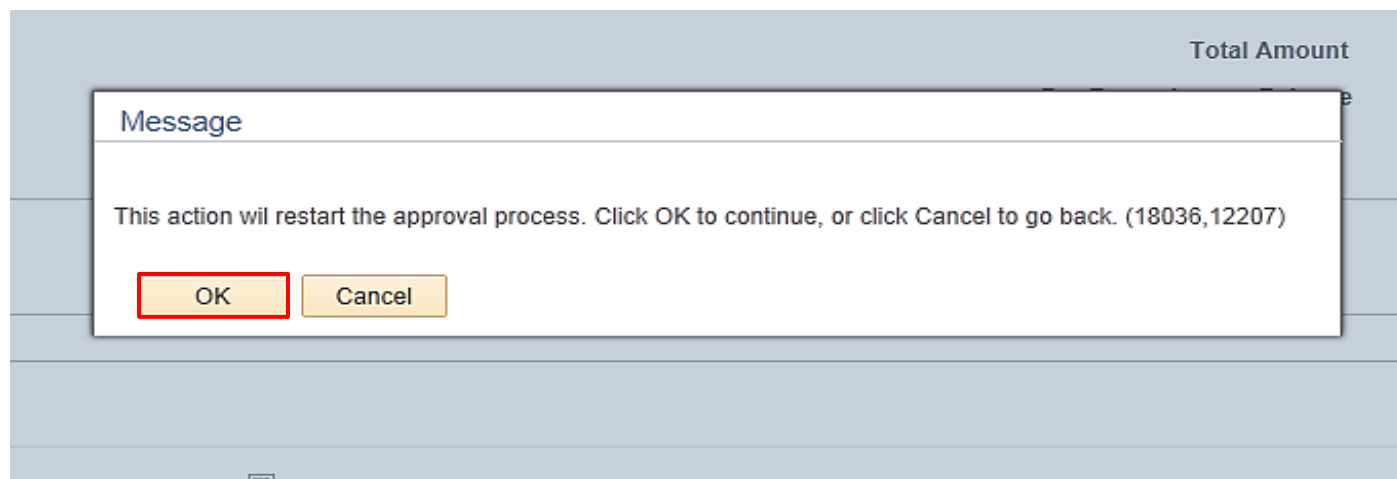 Total Amount
Message
This action wil restart the approval process. Click OK to continue, or click Cancel to go back. (18036,12207)
OK
Cancel